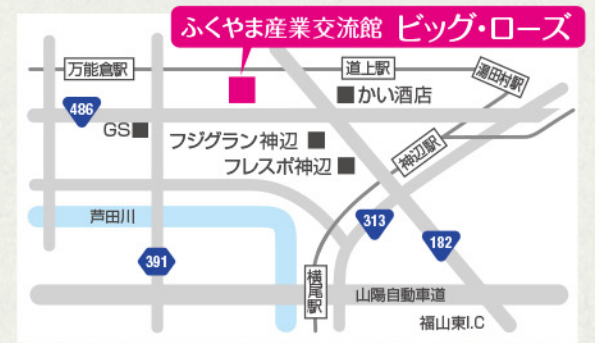 ふくやま産業交流館 ビッグ・ローズ
万能倉駅
道上駅
湯田村駅
かい酒店
486
GS
フジグラン神辺
神辺駅
フレスポ神辺
芦田川
313
182
391
横尾駅
山陽自動車道
福山東I.C